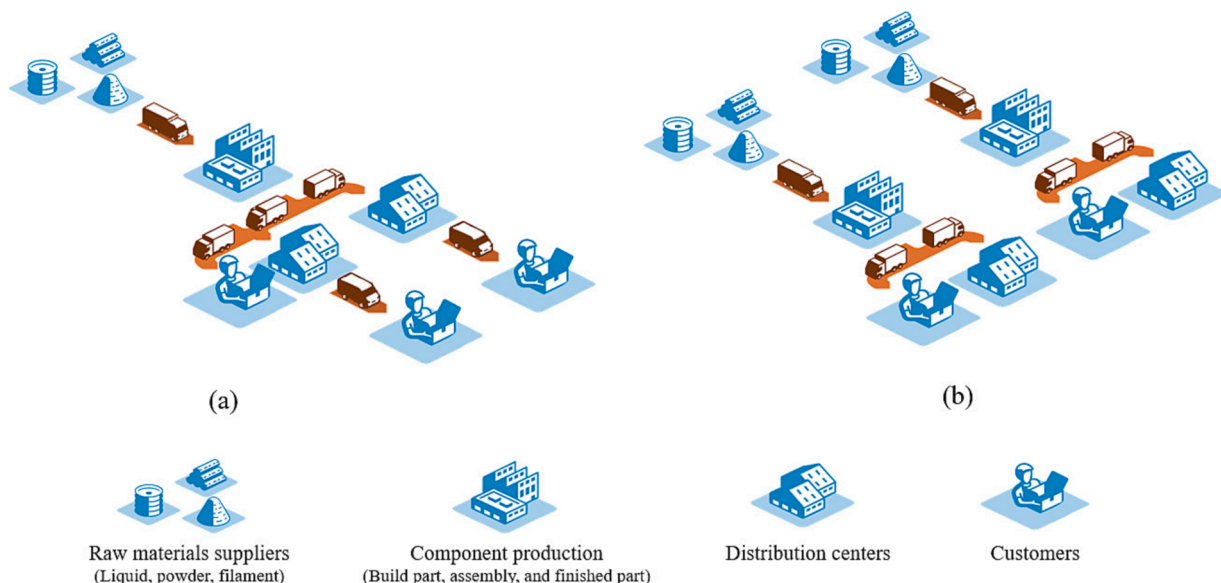 (a)
(b)
Raw materials suppliers
(Liquid, powder, filament)
Component production
(Build part, assembly, and finished part)
Distribution centers
Customers